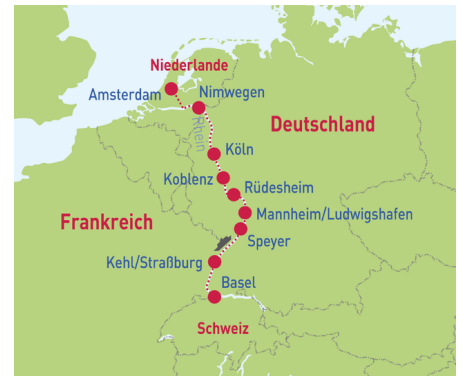 Niederlande
Amsterdam
Nimwegen
Rhein
Deutschland
Köln
Koblenz
Rüdesheim
Mannheim/Ludwigshafen
Frankreich
Speyer
Kehl/Straßburg
Basel
Schweiz